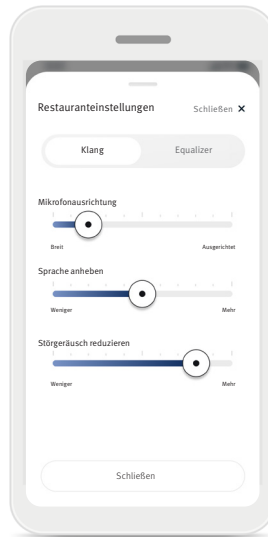 Restauranteinstellungen Schließen ×
Klang Equalizer
Mikrofonausrichtung
Breit Ausgerichtet
Sprache anheben
Weniger Mehr
Störgeräusch reduzieren
Weniger Mehr
Schließen